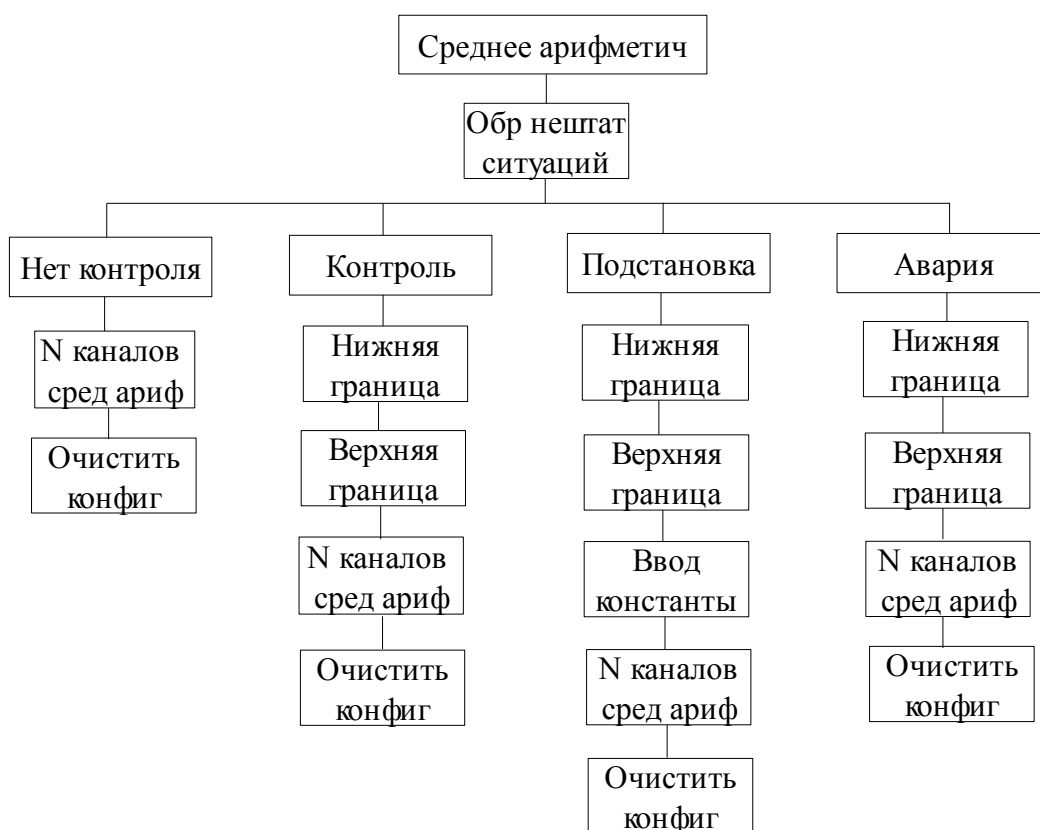 Среднее арифметич
Обр нештат
ситуаций
Нет контроля
N каналов
сред ариф
Очистить
конфиг
Контроль
Нижняя
граница
Верхняя
граница
N каналов
сред ариф
Очистить
конфиг
Подстановка
Нижняя
граница
Верхняя
граница
Ввод
константы
N каналов
сред ариф
Очистить
конфиг
Авария
Нижняя
граница
Верхняя
граница
N каналов
сред ариф
Очистить
конфиг